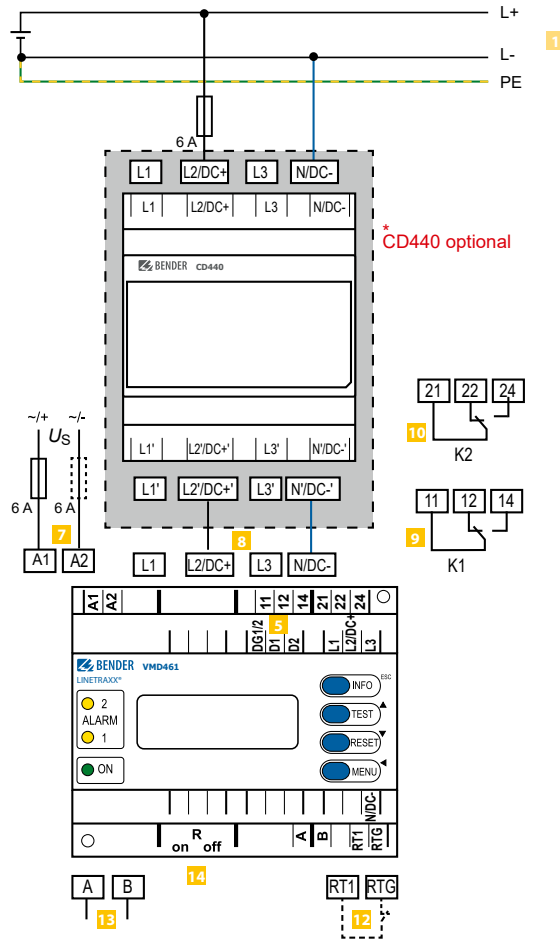 L+
1
L-
PE
6 A
L1 L2/DC+ L3 N/DC-
L1 L2/DC+ L3 N/DC-
*
CD440 optional
BENDER CD440
21 22 24
10
K2
~/+ ~/-
US
L1' L2'/DC+' L3' N'/DC-'
L1' L2'/DC+' L3' N'/DC-'
11 12 14
9
K1
6 A 6 A
7
8
A1 A2
L1 L2/DC+ L3 N/DC-
A1 A2 11 12 14 21 22 24
5
DG1/2 D1 D2 L1 L2/DC+ L3
BENDER VMD461
LINETRAXX®
ESC
INFO
2
TEST
ALARM
1
RESET
ON
MENU
N/DC-
R
on off
A B RT1 RTG
14
A B
13
RT1 RTG
12